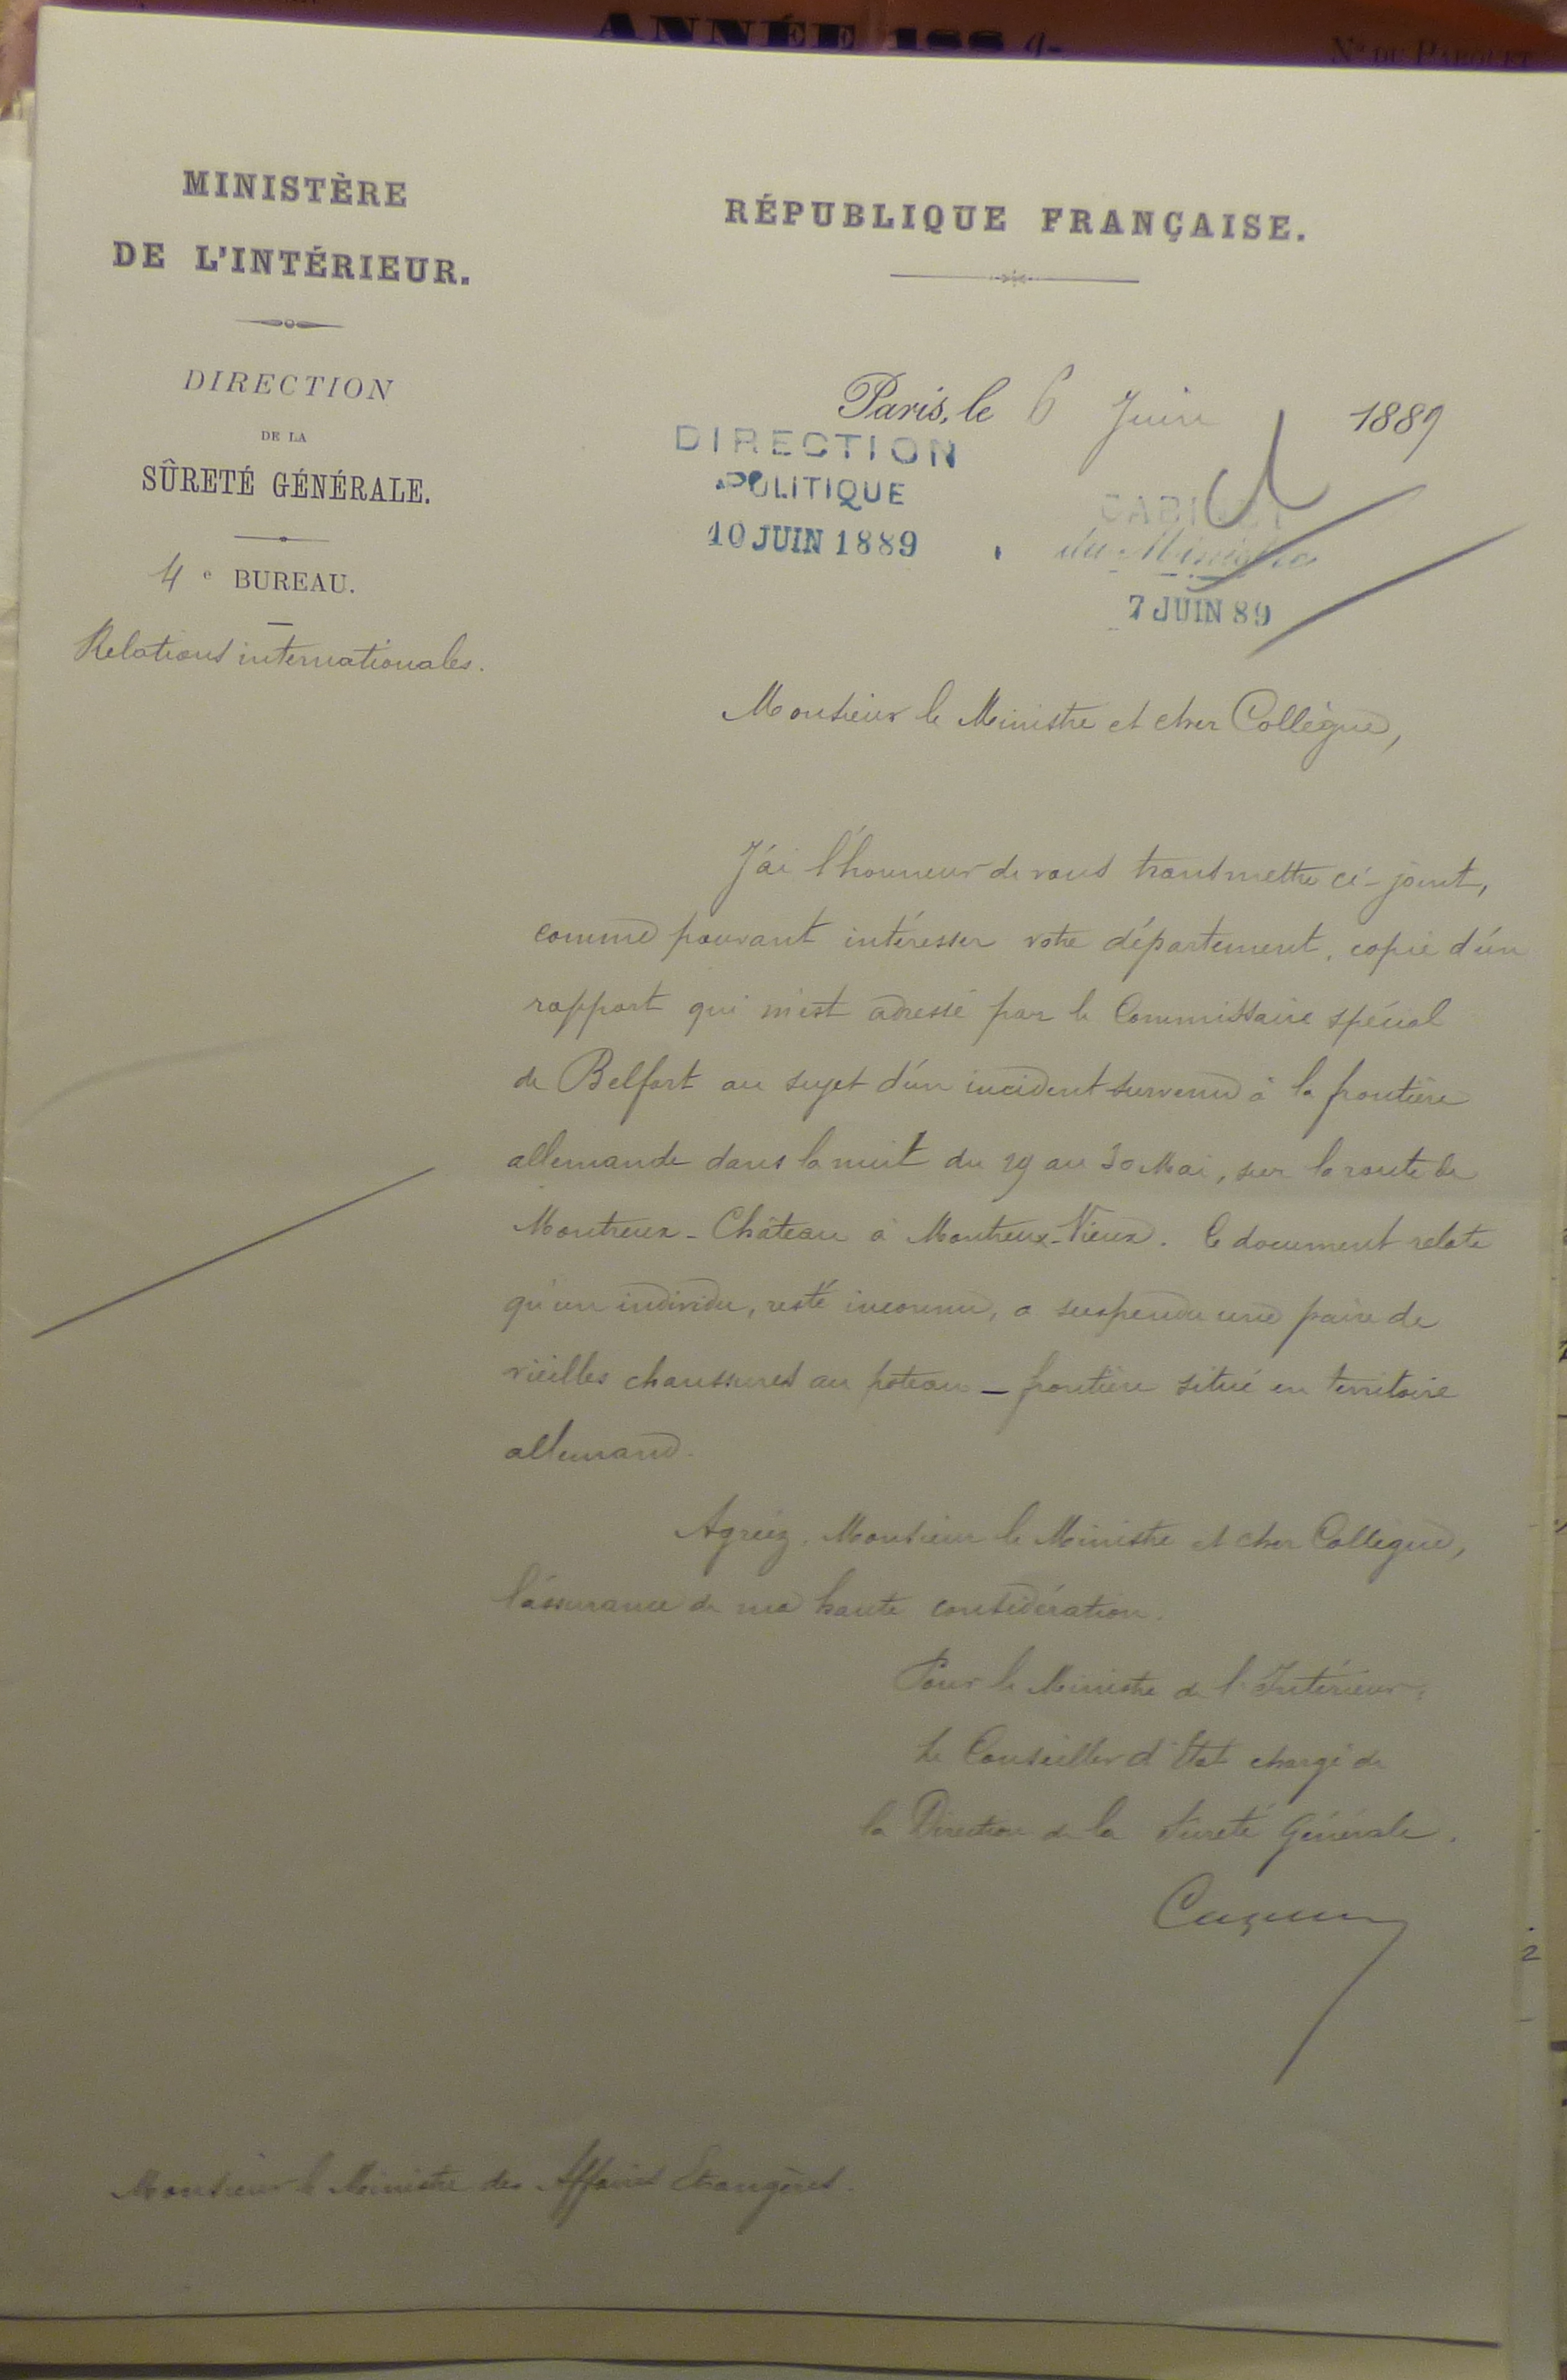 ANNÉE 188 9-
N° DU PARQUET
MINISTÈRE
DE L'INTÉRIEUR.
DIRECTION
DE LA
SÛRETÉ GÉNÉRALE.
4 e BUREAU.
Relations internationales.
RÉPUBLIQUE FRANÇAISE.
Paris, le 6 Juin 1889
DIRECTION
POLITIQUE
10 JUIN 1889
CABINET
du Ministre
7 JUIN 89
Monsieur le Ministre et cher Collègue,
J'ai l'honneur de vous transmettre ci-joint,
comme pouvant intéresser votre département, copie d'un
rapport qui m'est adressé par le Commissaire spécial
de Belfort au sujet d'un incident survenu à la frontière
allemande dans la nuit du 29 au 30 Mai, sur la route de
Montreux-Château à Montreux-Vieux. Ce document relate
qu'un individu, resté inconnu, a suspendu une paire de
vieilles chaussures au poteau-frontière situé en territoire
allemand.
Agréez, Monsieur le Ministre et cher Collègue,
l'assurance de ma haute considération.
Pour le Ministre de l'Intérieur,
Le Conseiller d'Etat chargé de
la Direction de la Sureté Générale.
Monsieur le Ministre des Affaires Etrangères.
2